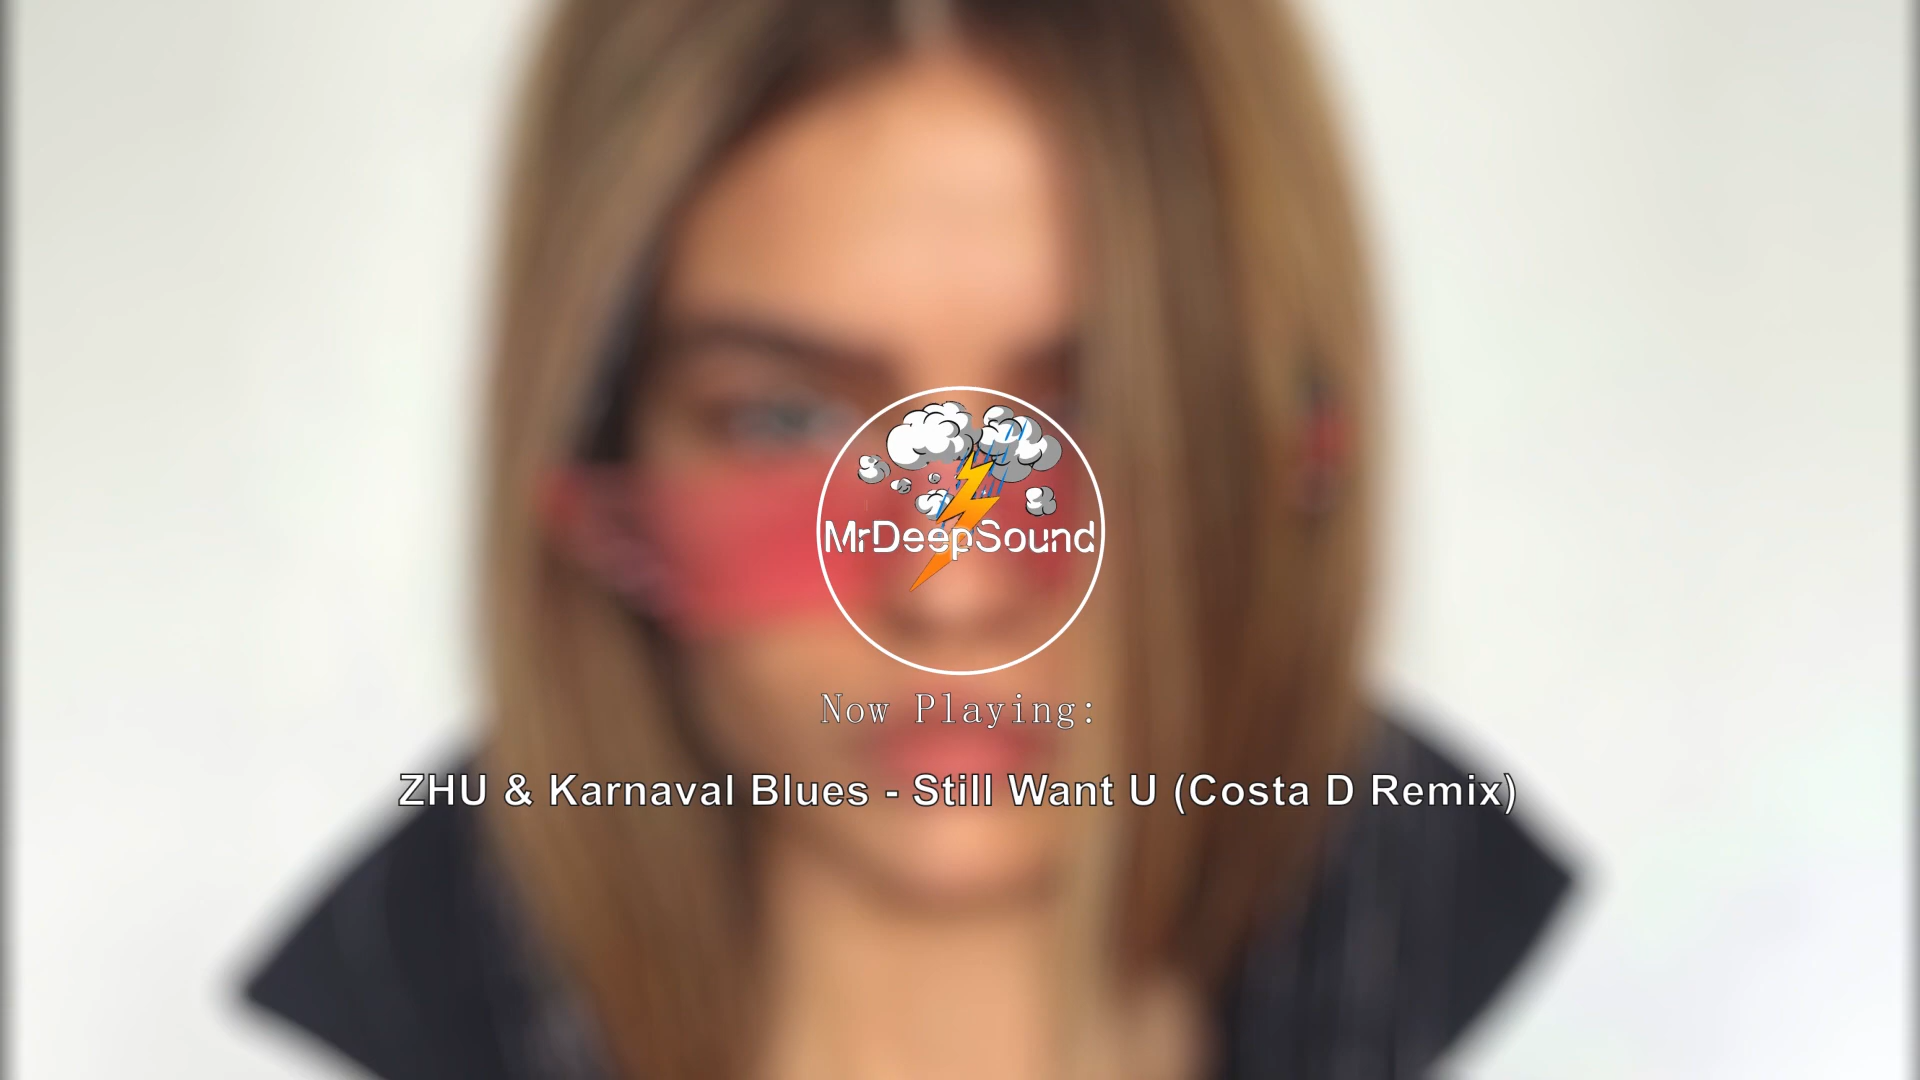 MrDeepSound
Now Playing:
ZHU & Karnaval Blues - Still Want U (Costa D Remix)